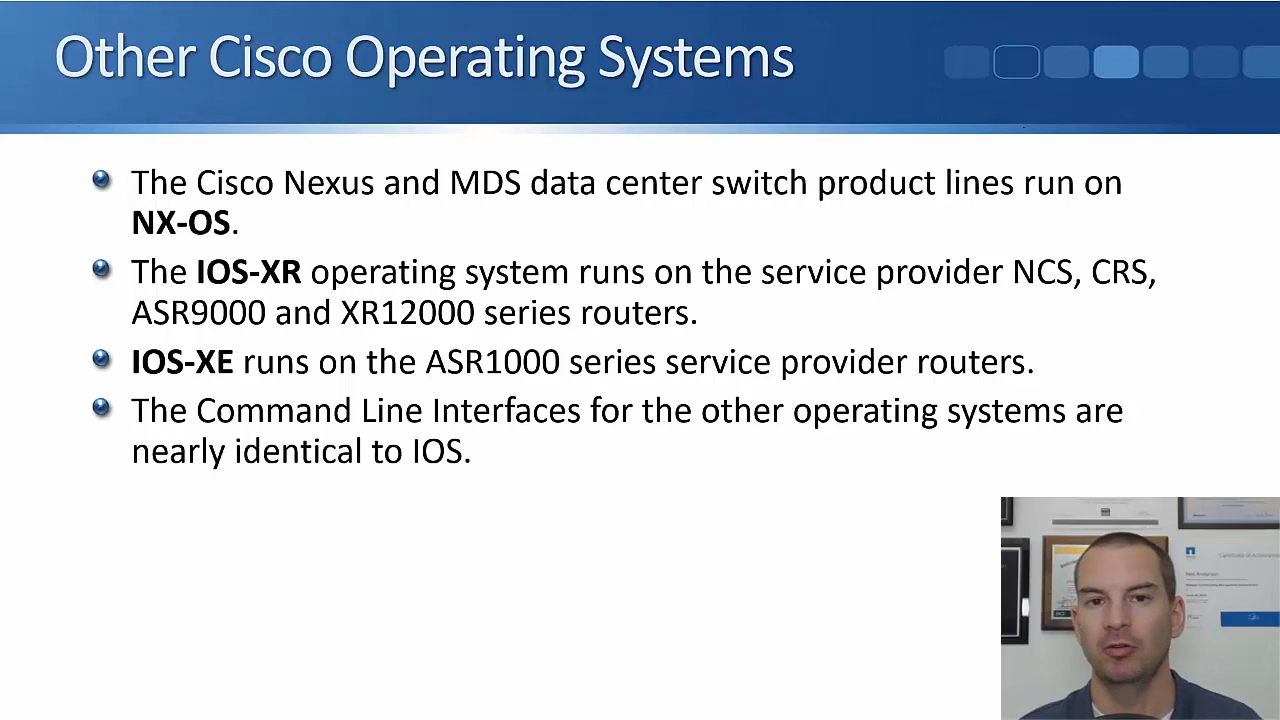 Other Cisco Operating Systems
The Cisco Nexus and MDS data center switch product lines run on
NX-OS.
The IOS-XR operating system runs on the service provider NCS, CRS,
ASR9000 and XR12000 series routers.
IOS-XE runs on the ASR1000 series service provider routers.
The Command Line Interfaces for the other operating systems are
nearly identical to IOS.